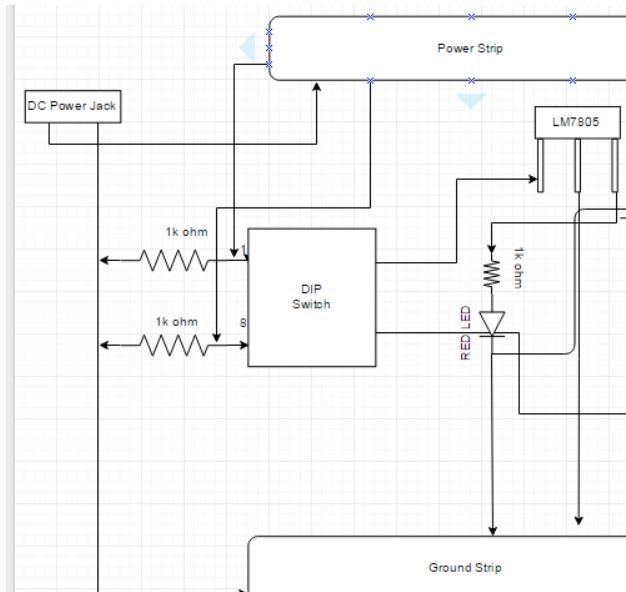 Power Strip
DC Power Jack
LM7805
1k ohm
1
DIP
Switch
1k ohm
1k ohm
8
RED LED
Ground Strip